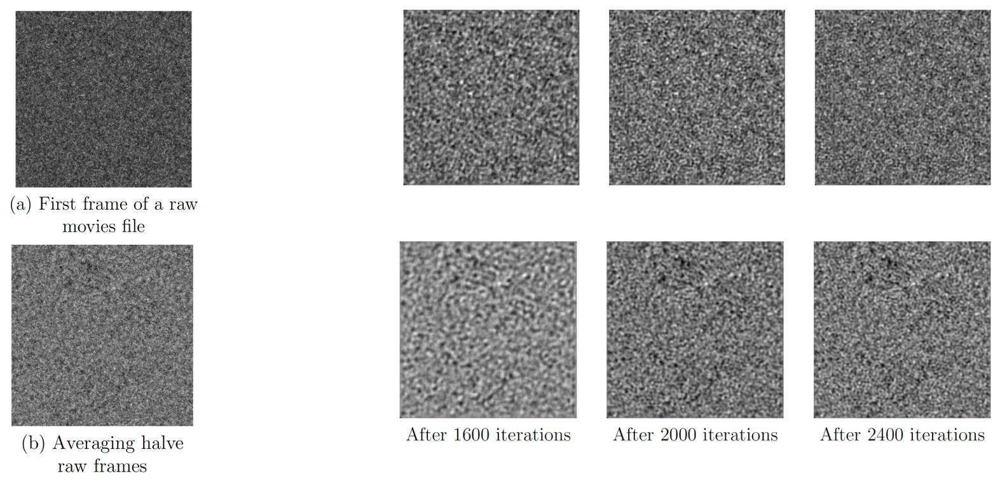 (a) First frame of a raw
movies file
(b) Averaging halve
raw frames
After 1600 iterations
After 2000 iterations
After 2400 iterations